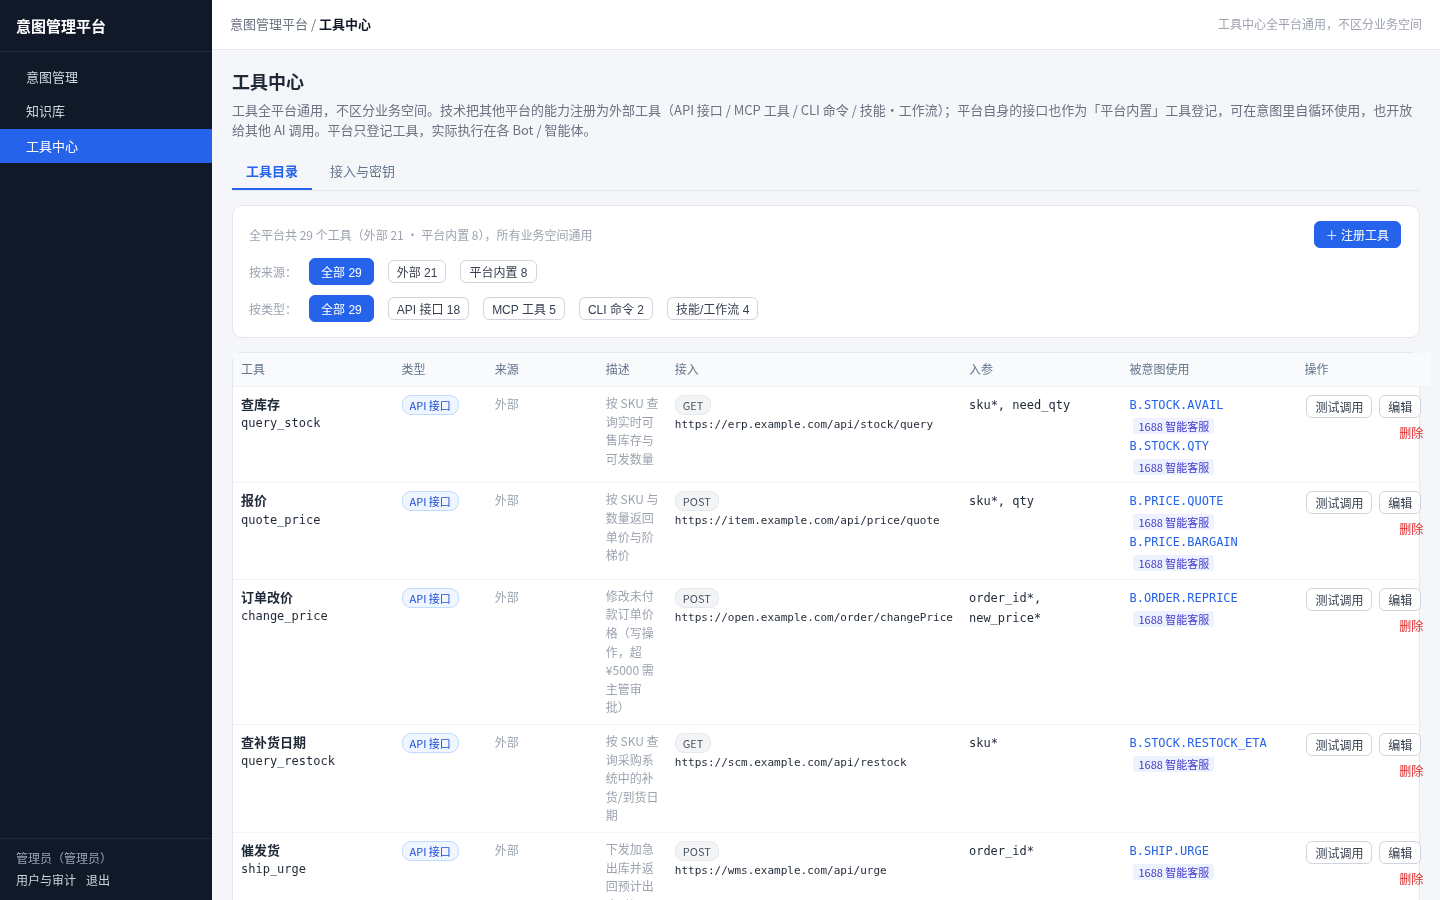 意图管理平台
意图管理
知识库
工具中心
管理员（管理员）
用户与审计 退出
意图管理平台 / 工具中心
工具中心全平台通用，不区分业务空间
工具中心
工具全平台通用，不区分业务空间。技术把其他平台的能力注册为外部工具（API 接口 / MCP 工具 / CLI 命令 / 技能・工作流）；平台自身的接口也作为「平台内置」工具登记，可在意图里自循环使用，也开放
给其他 AI 调用。平台只登记工具，实际执行在各 Bot / 智能体。
工具目录 接入与密钥
全平台共 29 个工具（外部 21 ・ 平台内置 8），所有业务空间通用
＋ 注册工具
按来源： 全部 29 外部 21 平台内置 8
按类型： 全部 29 API 接口 18 MCP 工具 5 CLI 命令 2 技能/工作流 4
工具 类型 来源 描述 接入 入参 被意图使用 操作
查库存
query_stock
API 接口
外部
按 SKU 查
询实时可
售库存与
可发数量
GET
https://erp.example.com/api/stock/query
sku*, need_qty
B.STOCK.AVAIL
1688 智能客服
B.STOCK.QTY
1688 智能客服
测试调用 编辑
删除
报价
quote_price
API 接口
外部
按 SKU 与
数量返回
单价与阶
梯价
POST
https://item.example.com/api/price/quote
sku*, qty
B.PRICE.QUOTE
1688 智能客服
B.PRICE.BARGAIN
1688 智能客服
测试调用 编辑
删除
订单改价
change_price
API 接口
外部
修改未付
款订单价
格（写操
作，超
¥5000 需
主管审
批）
POST
https://open.example.com/order/changePrice
order_id*,
new_price*
B.ORDER.REPRICE
1688 智能客服
测试调用 编辑
删除
查补货日期
query_restock
API 接口
外部
按 SKU 查
询采购系
统中的补
货/到货日
期
GET
https://scm.example.com/api/restock
sku*
B.STOCK.RESTOCK_ETA
1688 智能客服
测试调用 编辑
删除
催发货
ship_urge
API 接口
外部
下发加急
出库并返
回预计出
POST
https://wms.example.com/api/urge
order_id*
B.SHIP.URGE
1688 智能客服
测试调用 编辑
删除